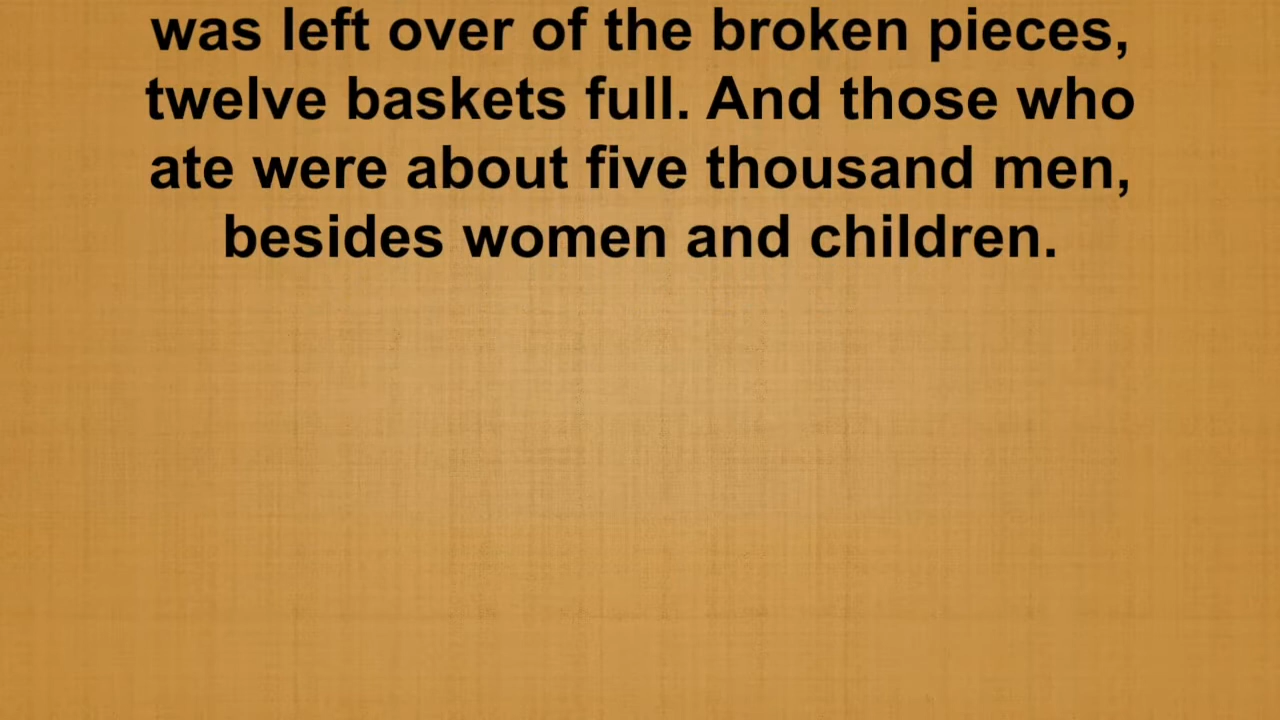 was left over of the broken pieces,
twelve baskets full. And those who
ate were about five thousand men,
besides women and children.